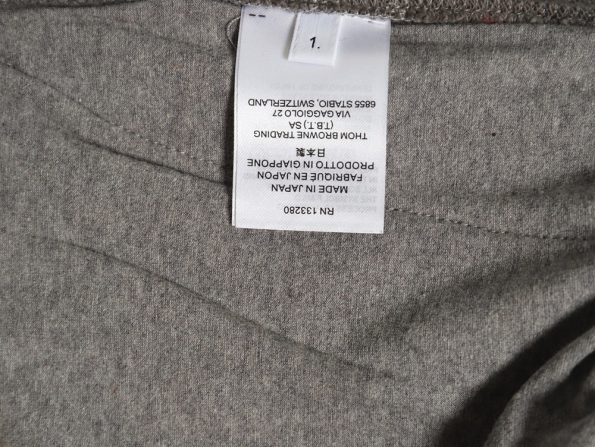 1.
RN 133280
MADE IN JAPAN
FABRIQUÉ EN JAPON
PRODOTTO IN GIAPPONE
日本製
THOM BROWNE TRADING
(T.B.T.) SA
VIA GAGGIOLO 27
6855 STABIO, SWITZERLAND